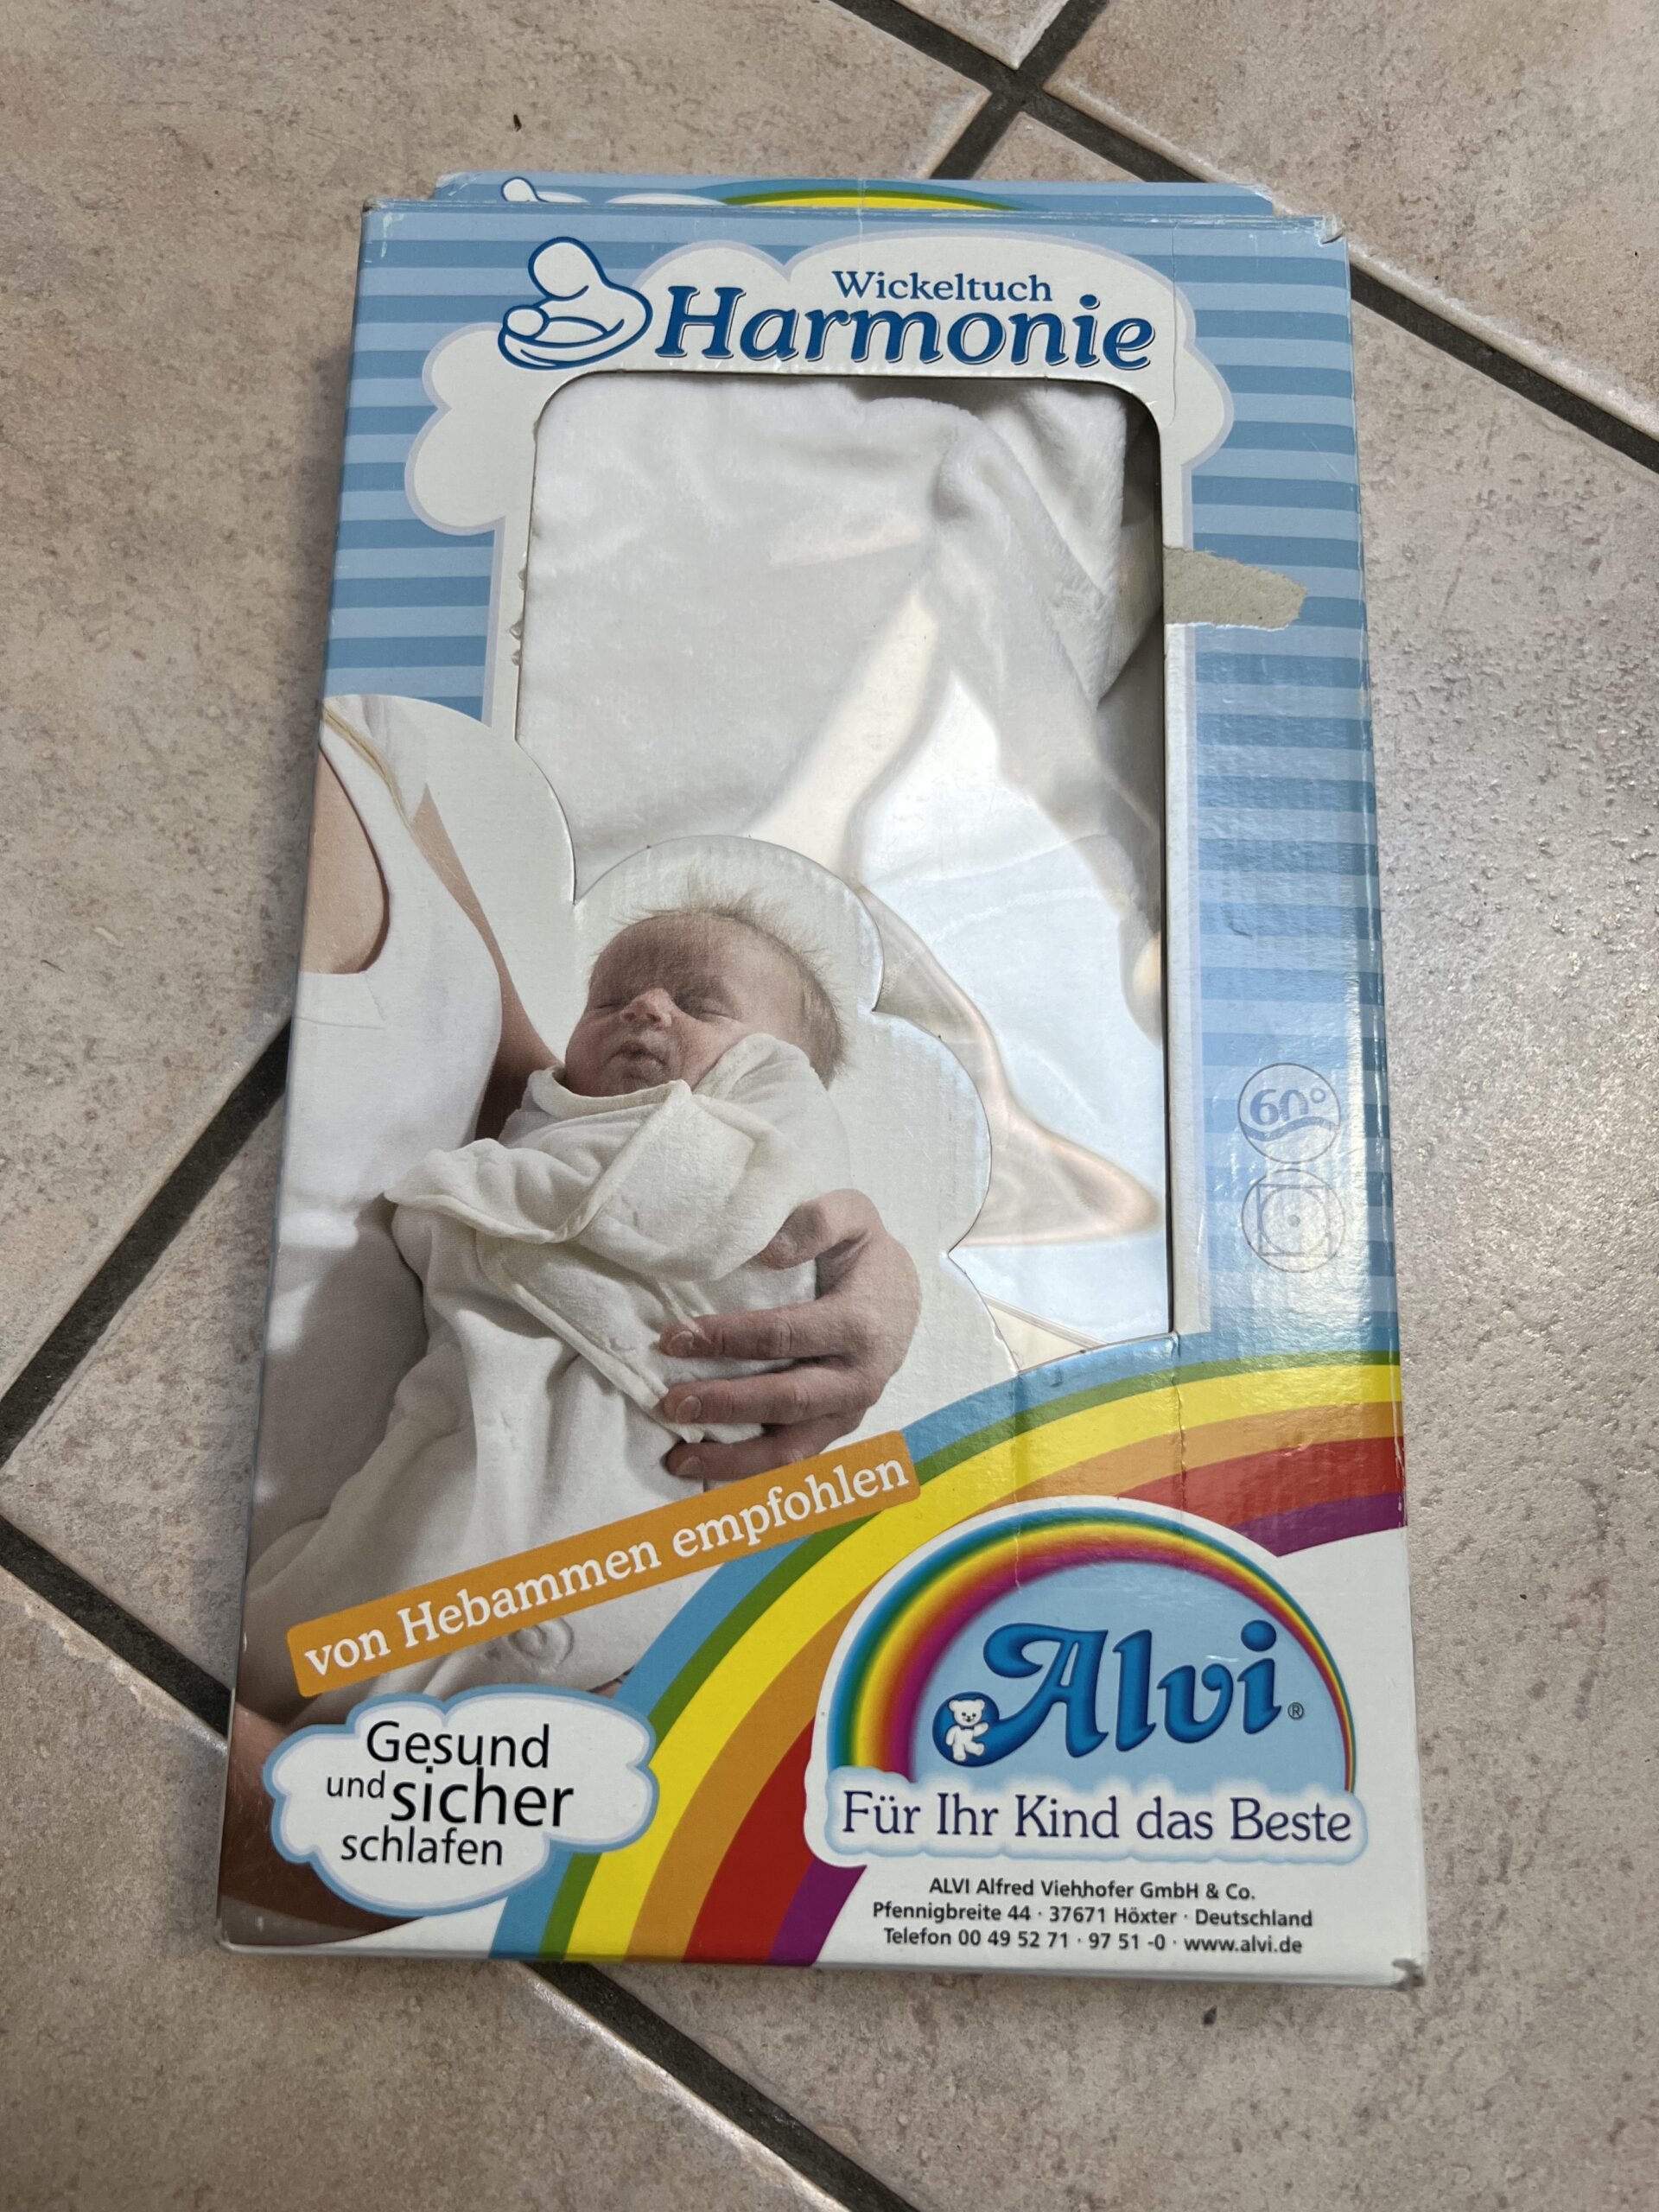 Wickeltuch
Harmonie
60°
von Hebammen empfohlen
Gesund
und sicher
schlafen
Alvi®
Für Ihr Kind das Beste
ALVI Alfred Viehhofer GmbH & Co.
Pfennigbreite 44 · 37671 Höxter · Deutschland
Telefon 00 49 52 71 · 97 51 -0 · www.alvi.de